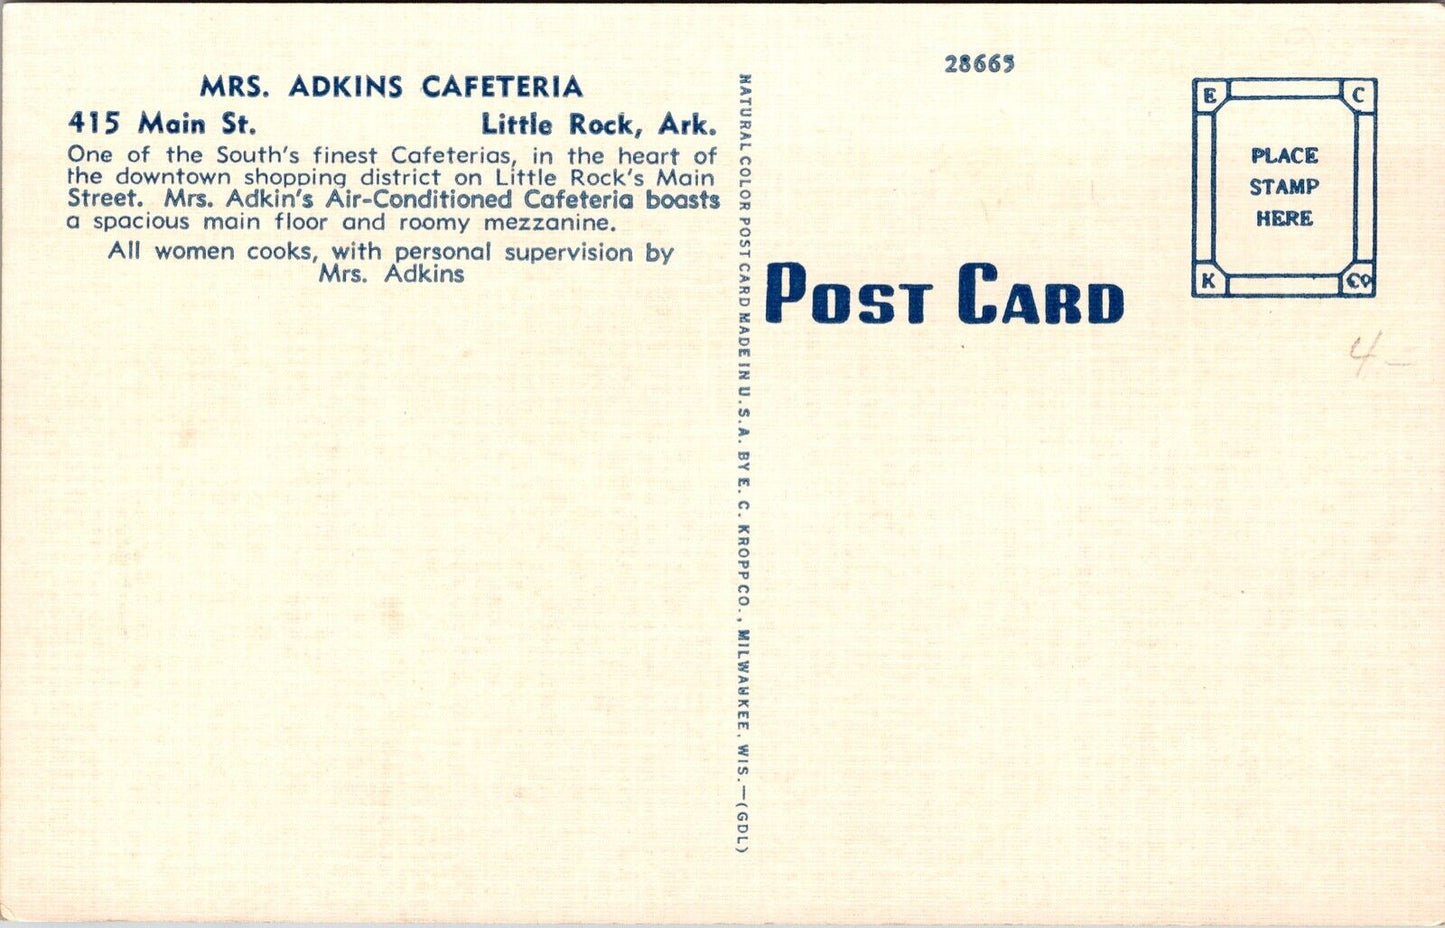 MRS. ADKINS CAFETERIA
415 Main St. Little Rock, Ark.
One of the South's finest Cafeterias, in the heart of
the downtown shopping district on Little Rock's Main
Street. Mrs. Adkin's Air-Conditioned Cafeteria boasts
a spacious main floor and roomy mezzanine.
All women cooks, with personal supervision by
Mrs. Adkins
NATURAL COLOR POST CARD MADE IN U.S.A. BY E. C. KROPP CO., MILWAUKEE, WIS.—(GDL)
28665
POST CARD
E C
PLACE
STAMP
HERE
K CO
4–